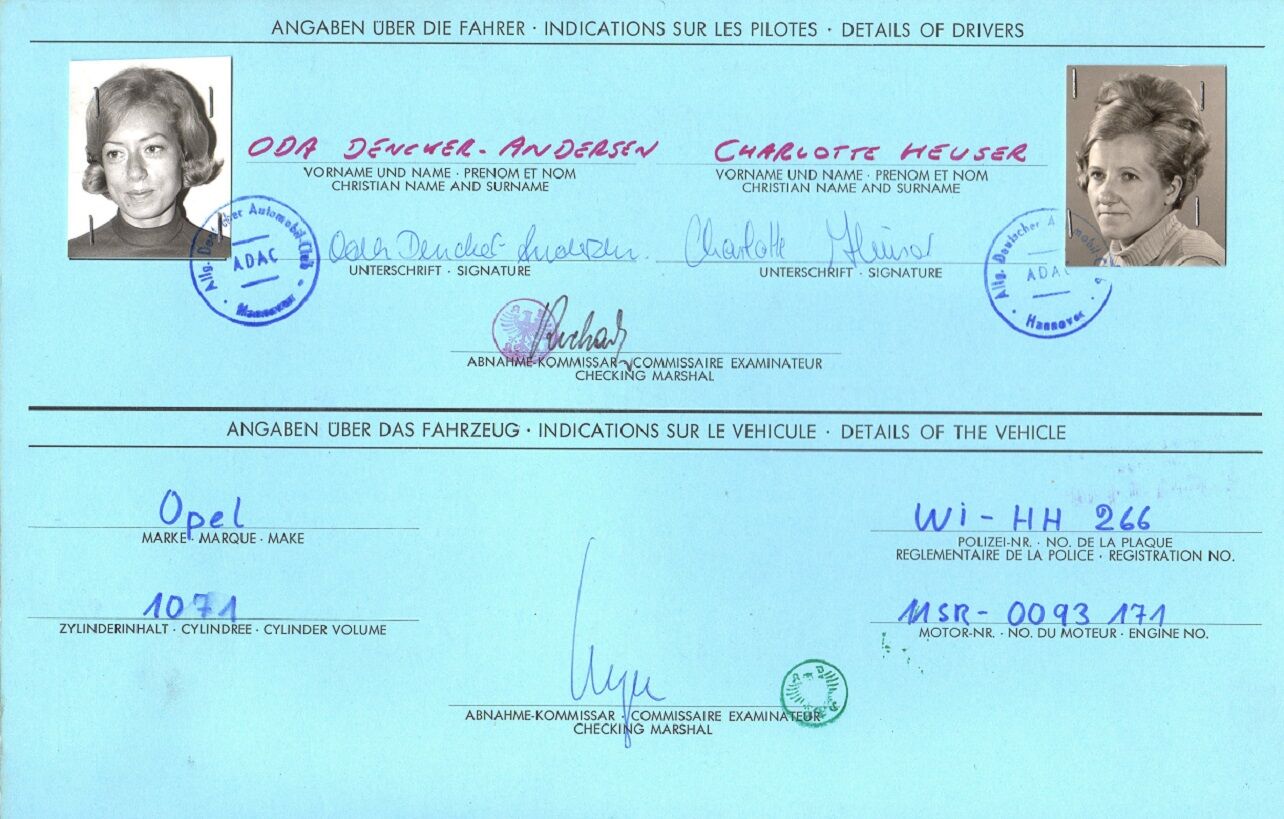 ANGABEN ÜBER DIE FAHRER · INDICATIONS SUR LES PILOTES · DETAILS OF DRIVERS
ODA DENCKER-ANDERSEN
VORNAME UND NAME · PRENOM ET NOM
CHRISTIAN NAME AND SURNAME
CHARLOTTE HEUSER
VORNAME UND NAME · PRENOM ET NOM
CHRISTIAN NAME AND SURNAME
Allg. Deutscher Automobil-Club
ADAC
Hannover
Oda Dencker-Andersen.
UNTERSCHRIFT · SIGNATURE
Charlotte Heuser
UNTERSCHRIFT · SIGNATURE
Allg. Deutscher
ADAC
Hannover
ABNAHME-KOMMISSAR · COMMISSAIRE EXAMINATEUR
CHECKING MARSHAL
ANGABEN ÜBER DAS FAHRZEUG · INDICATIONS SUR LE VEHICULE · DETAILS OF THE VEHICLE
Opel
MARKE · MARQUE · MAKE
Wi - HH 266
POLIZEI-NR. · NO. DE LA PLAQUE
REGLEMENTAIRE DE LA POLICE · REGISTRATION NO.
1071
ZYLINDERINHALT · CYLINDREE · CYLINDER VOLUME
11SR- 0093 171
MOTOR-NR. · NO. DU MOTEUR · ENGINE NO.
ABNAHME-KOMMISSAR · COMMISSAIRE EXAMINATEUR
CHECKING MARSHAL